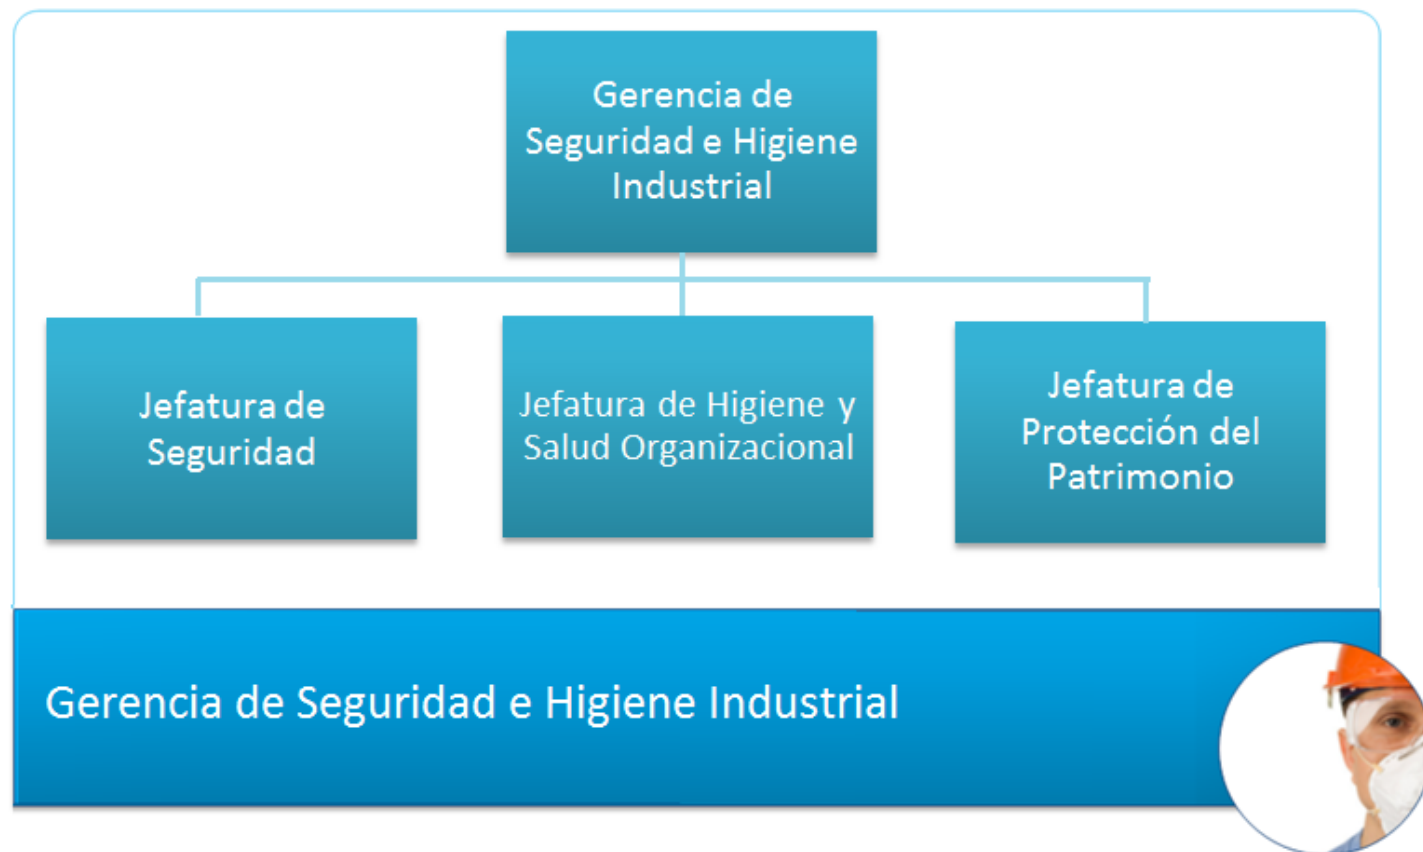 Gerencia de
Seguridad e Higiene
Industrial
Jefatura de
Seguridad
Jefatura de Higiene y
Salud Organizacional
Jefatura de
Protección del
Patrimonio
Gerencia de Seguridad e Higiene Industrial